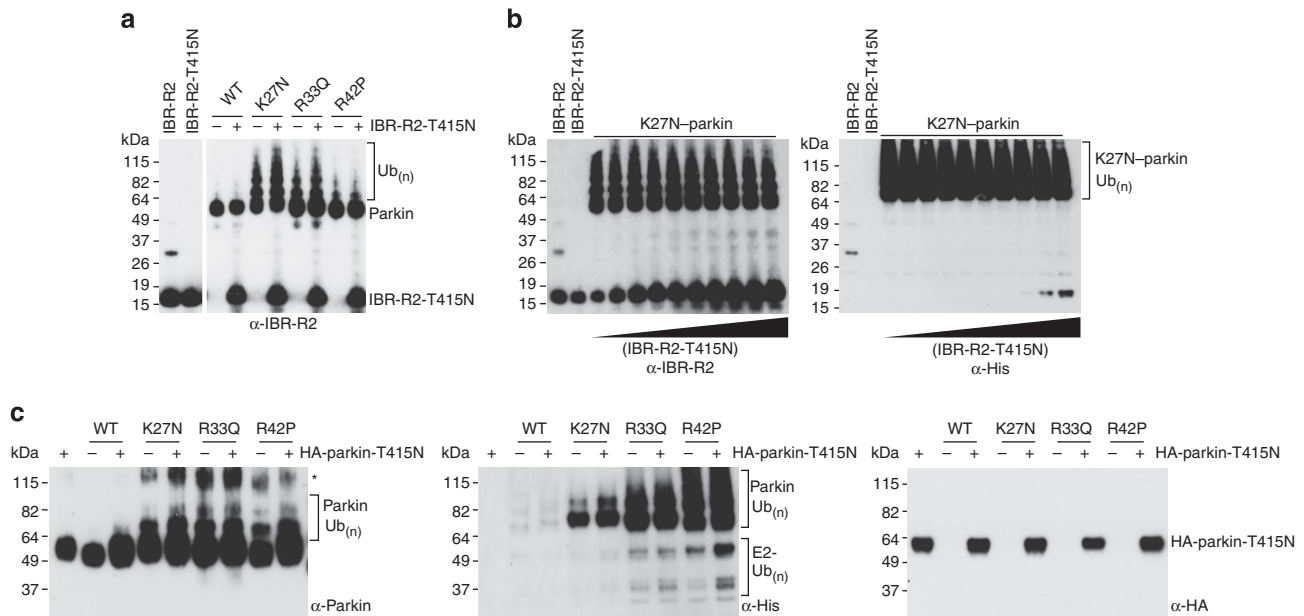 a
IBR-R2
IBR-R2-T415N
WT
K27N
R33Q
R42P
– + – + – + – + IBR-R2-T415N
kDa
115
82
64
49
37
26
19
15
Ub(n)
Parkin
IBR-R2-T415N
α-IBR-R2
b
IBR-R2
IBR-R2-T415N
K27N–parkin
kDa
115
82
64
49
37
26
19
15
(IBR-R2-T415N)
α-IBR-R2
IBR-R2
IBR-R2-T415N
K27N–parkin
kDa
115
82
64
49
37
26
19
15
K27N–parkin
Ub(n)
(IBR-R2-T415N)
α-His
c
WT K27N R33Q R42P
kDa + – + – + – + – + HA-parkin-T415N
115
82
64
49
37
*
Parkin
Ub(n)
α-Parkin
WT K27N R33Q R42P
kDa + – + – + – + – + HA-parkin-T415N
115
82
64
49
37
Parkin
Ub(n)
E2-
Ub(n)
α-His
WT K27N R33Q R42P
kDa + – + – + – + – + HA-parkin-T415N
115
82
64
49
37
HA-parkin-T415N
α-HA